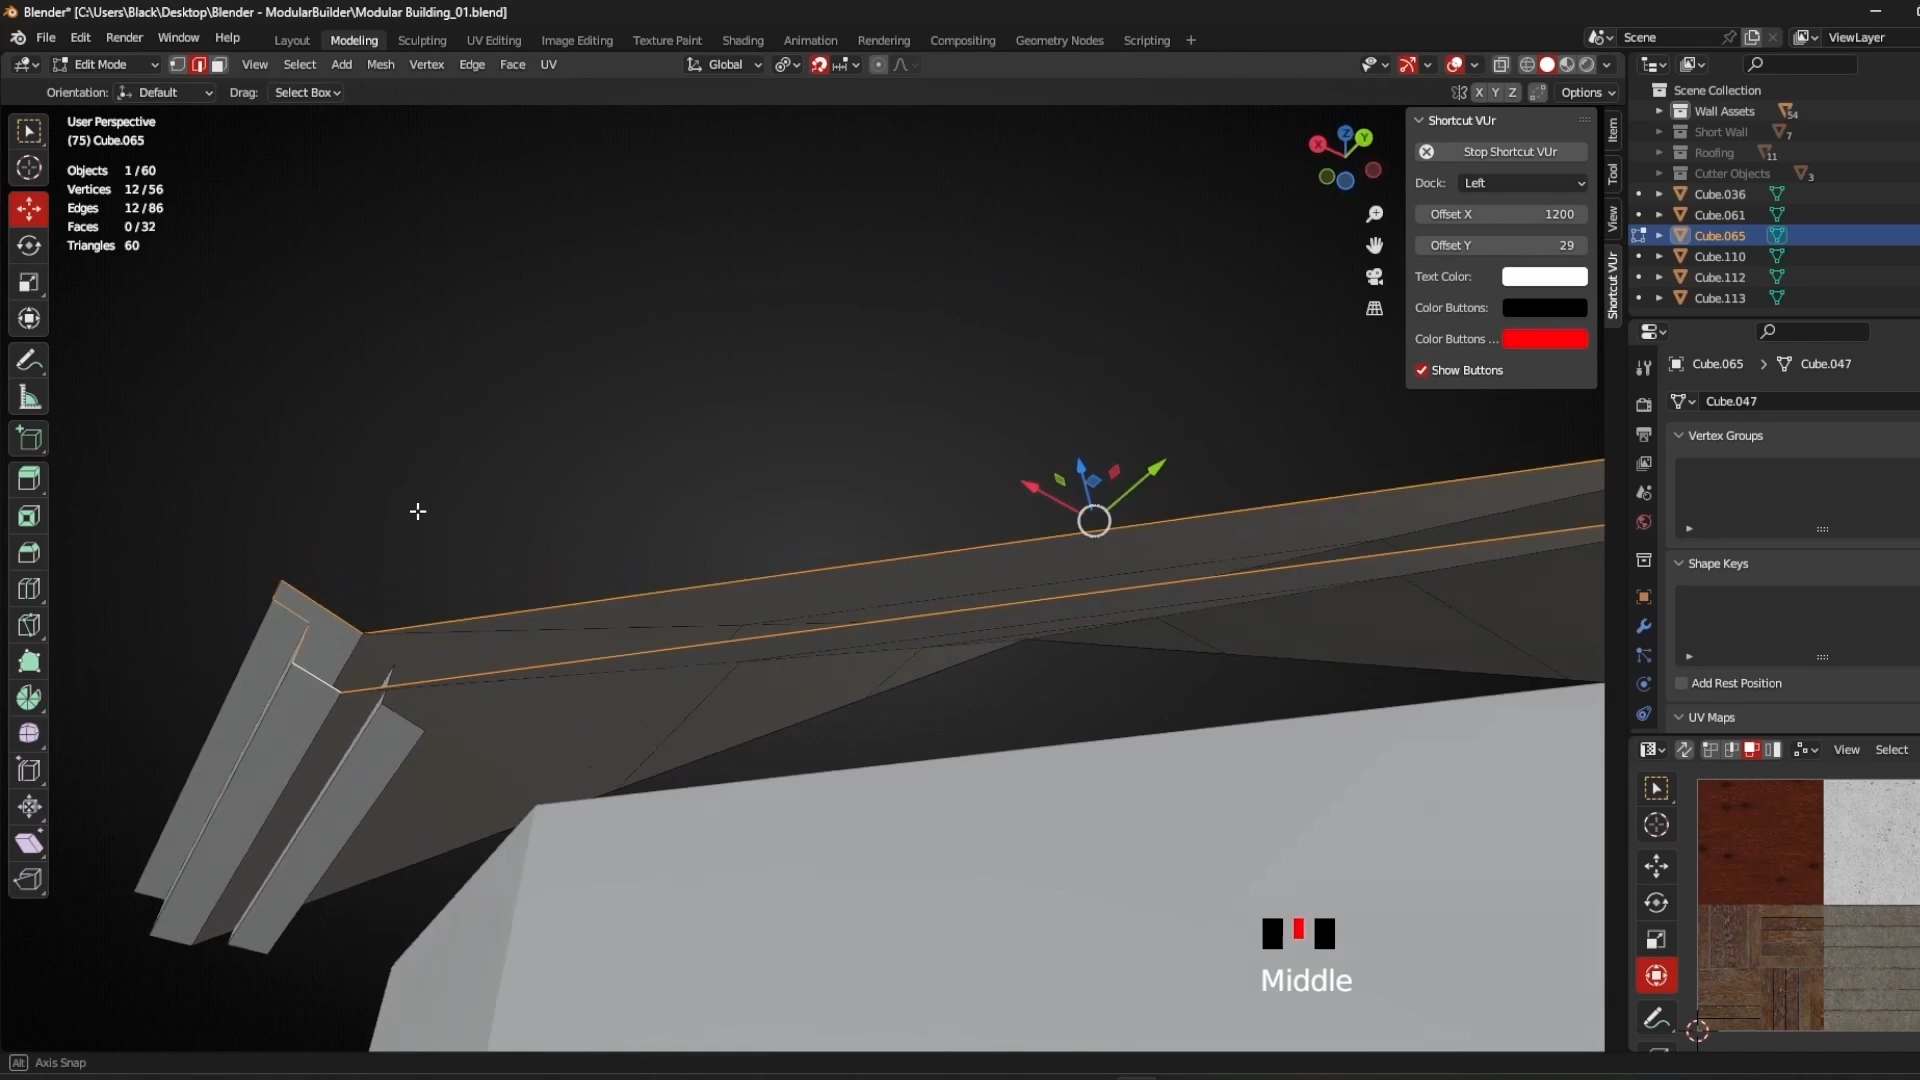 Blender* [C:\Users\Black\Desktop\Blender - ModularBuilder\Modular Building_01.blend]
File Edit Render Window Help
Layout Modeling Sculpting UV Editing Image Editing Texture Paint Shading Animation Rendering Compositing Geometry Nodes Scripting +
Scene
ViewLayer
Edit Mode View Select Add Mesh Vertex Edge Face UV
Global
Orientation: Default Drag: Select Box
X Y Z Options
User Perspective
(75) Cube.065
Objects 1/60
Vertices 12/56
Edges 12/86
Faces 0/32
Triangles 60
X Y Z
Shortcut VUr
Stop Shortcut VUr
Dock: Left
Offset X 1200
Offset Y 29
Text Color:
Color Buttons:
Color Buttons ...
Show Buttons
Item
Tool
View
Shortcut VUr
Scene Collection
Wall Assets 54
Short Wall 7
Roofing 11
Cutter Objects 3
Cube.036
Cube.061
Cube.065
Cube.110
Cube.112
Cube.113
Cube.065 > Cube.047
Cube.047
Vertex Groups
Shape Keys
Add Rest Position
UV Maps
View Select
Middle
Alt Axis Snap